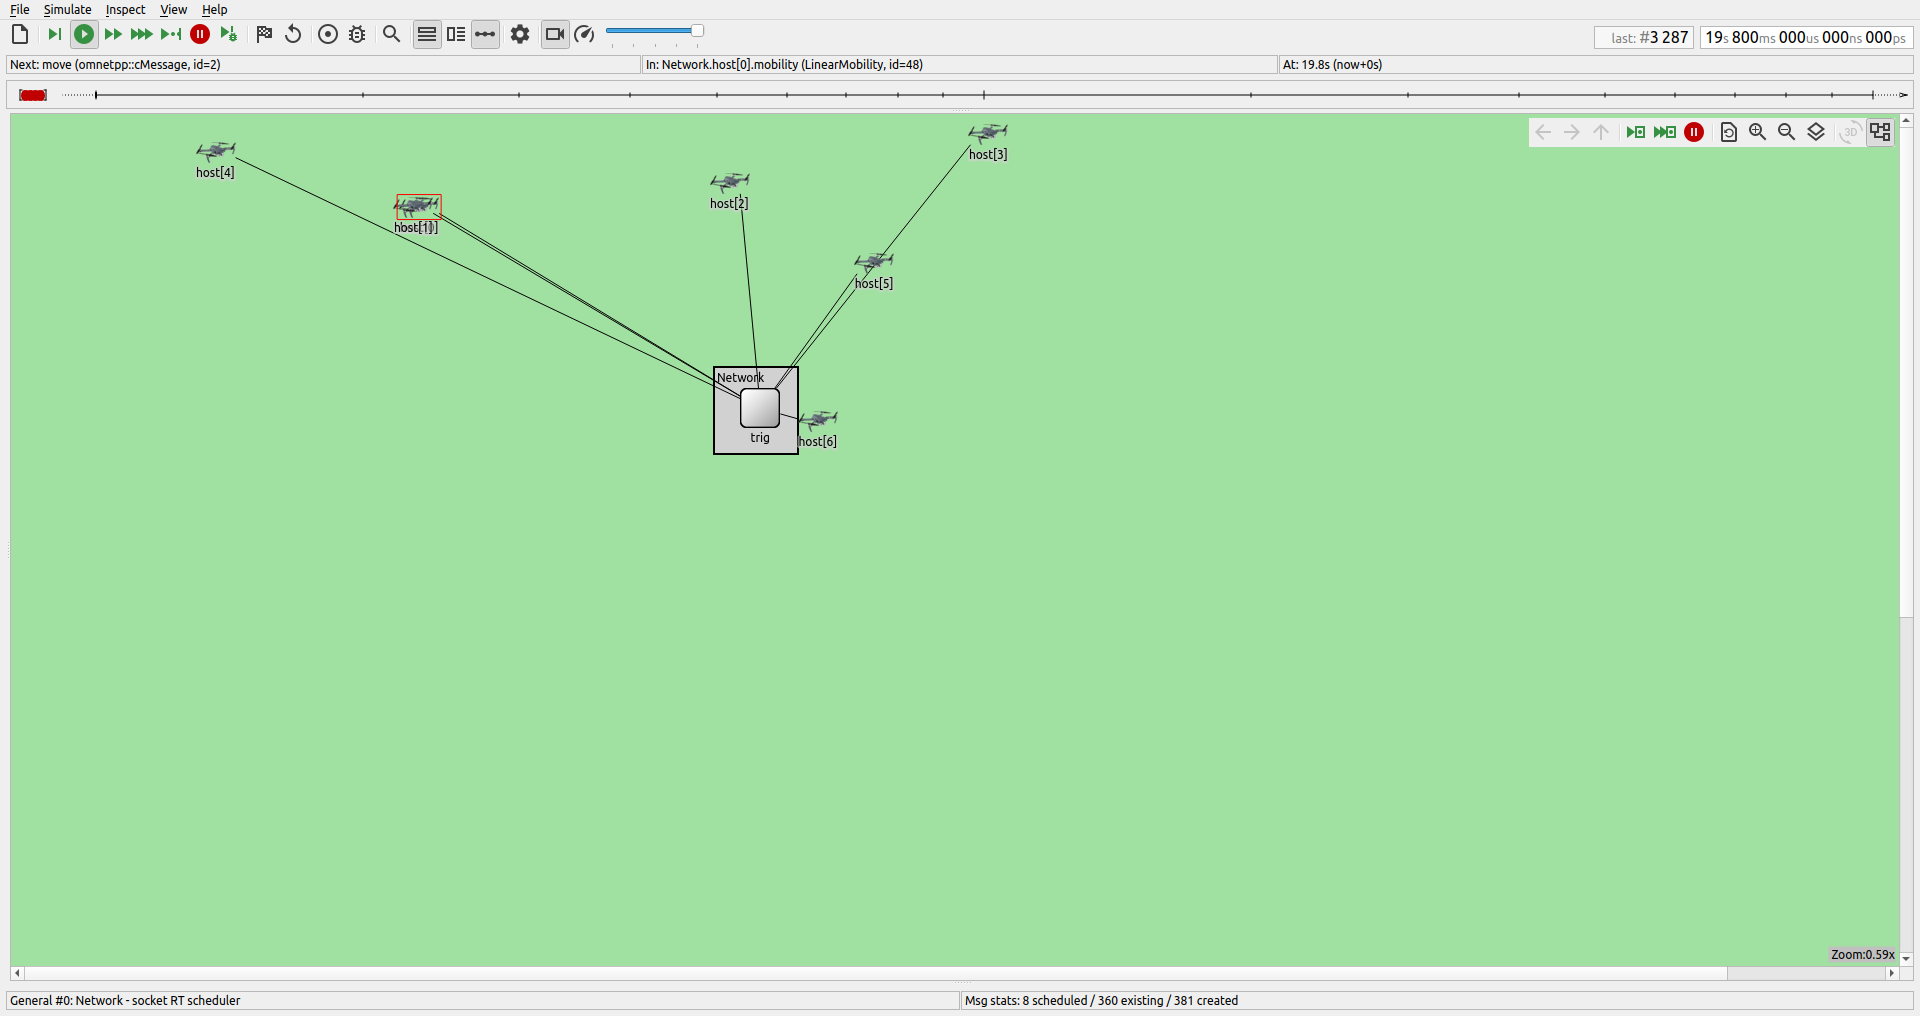 File Simulate Inspect View Help
last: #3 287
19s 800ms 000us 000ns 000ps
Next: move (omnetpp::cMessage, id=2)
In: Network.host[0].mobility (LinearMobility, id=48)
At: 19.8s (now+0s)
3D
host[3]
host[4]
host[2]
host[1]
host[5]
Network
trig
host[6]
Zoom:0.59x
General #0: Network - socket RT scheduler
Msg stats: 8 scheduled / 360 existing / 381 created